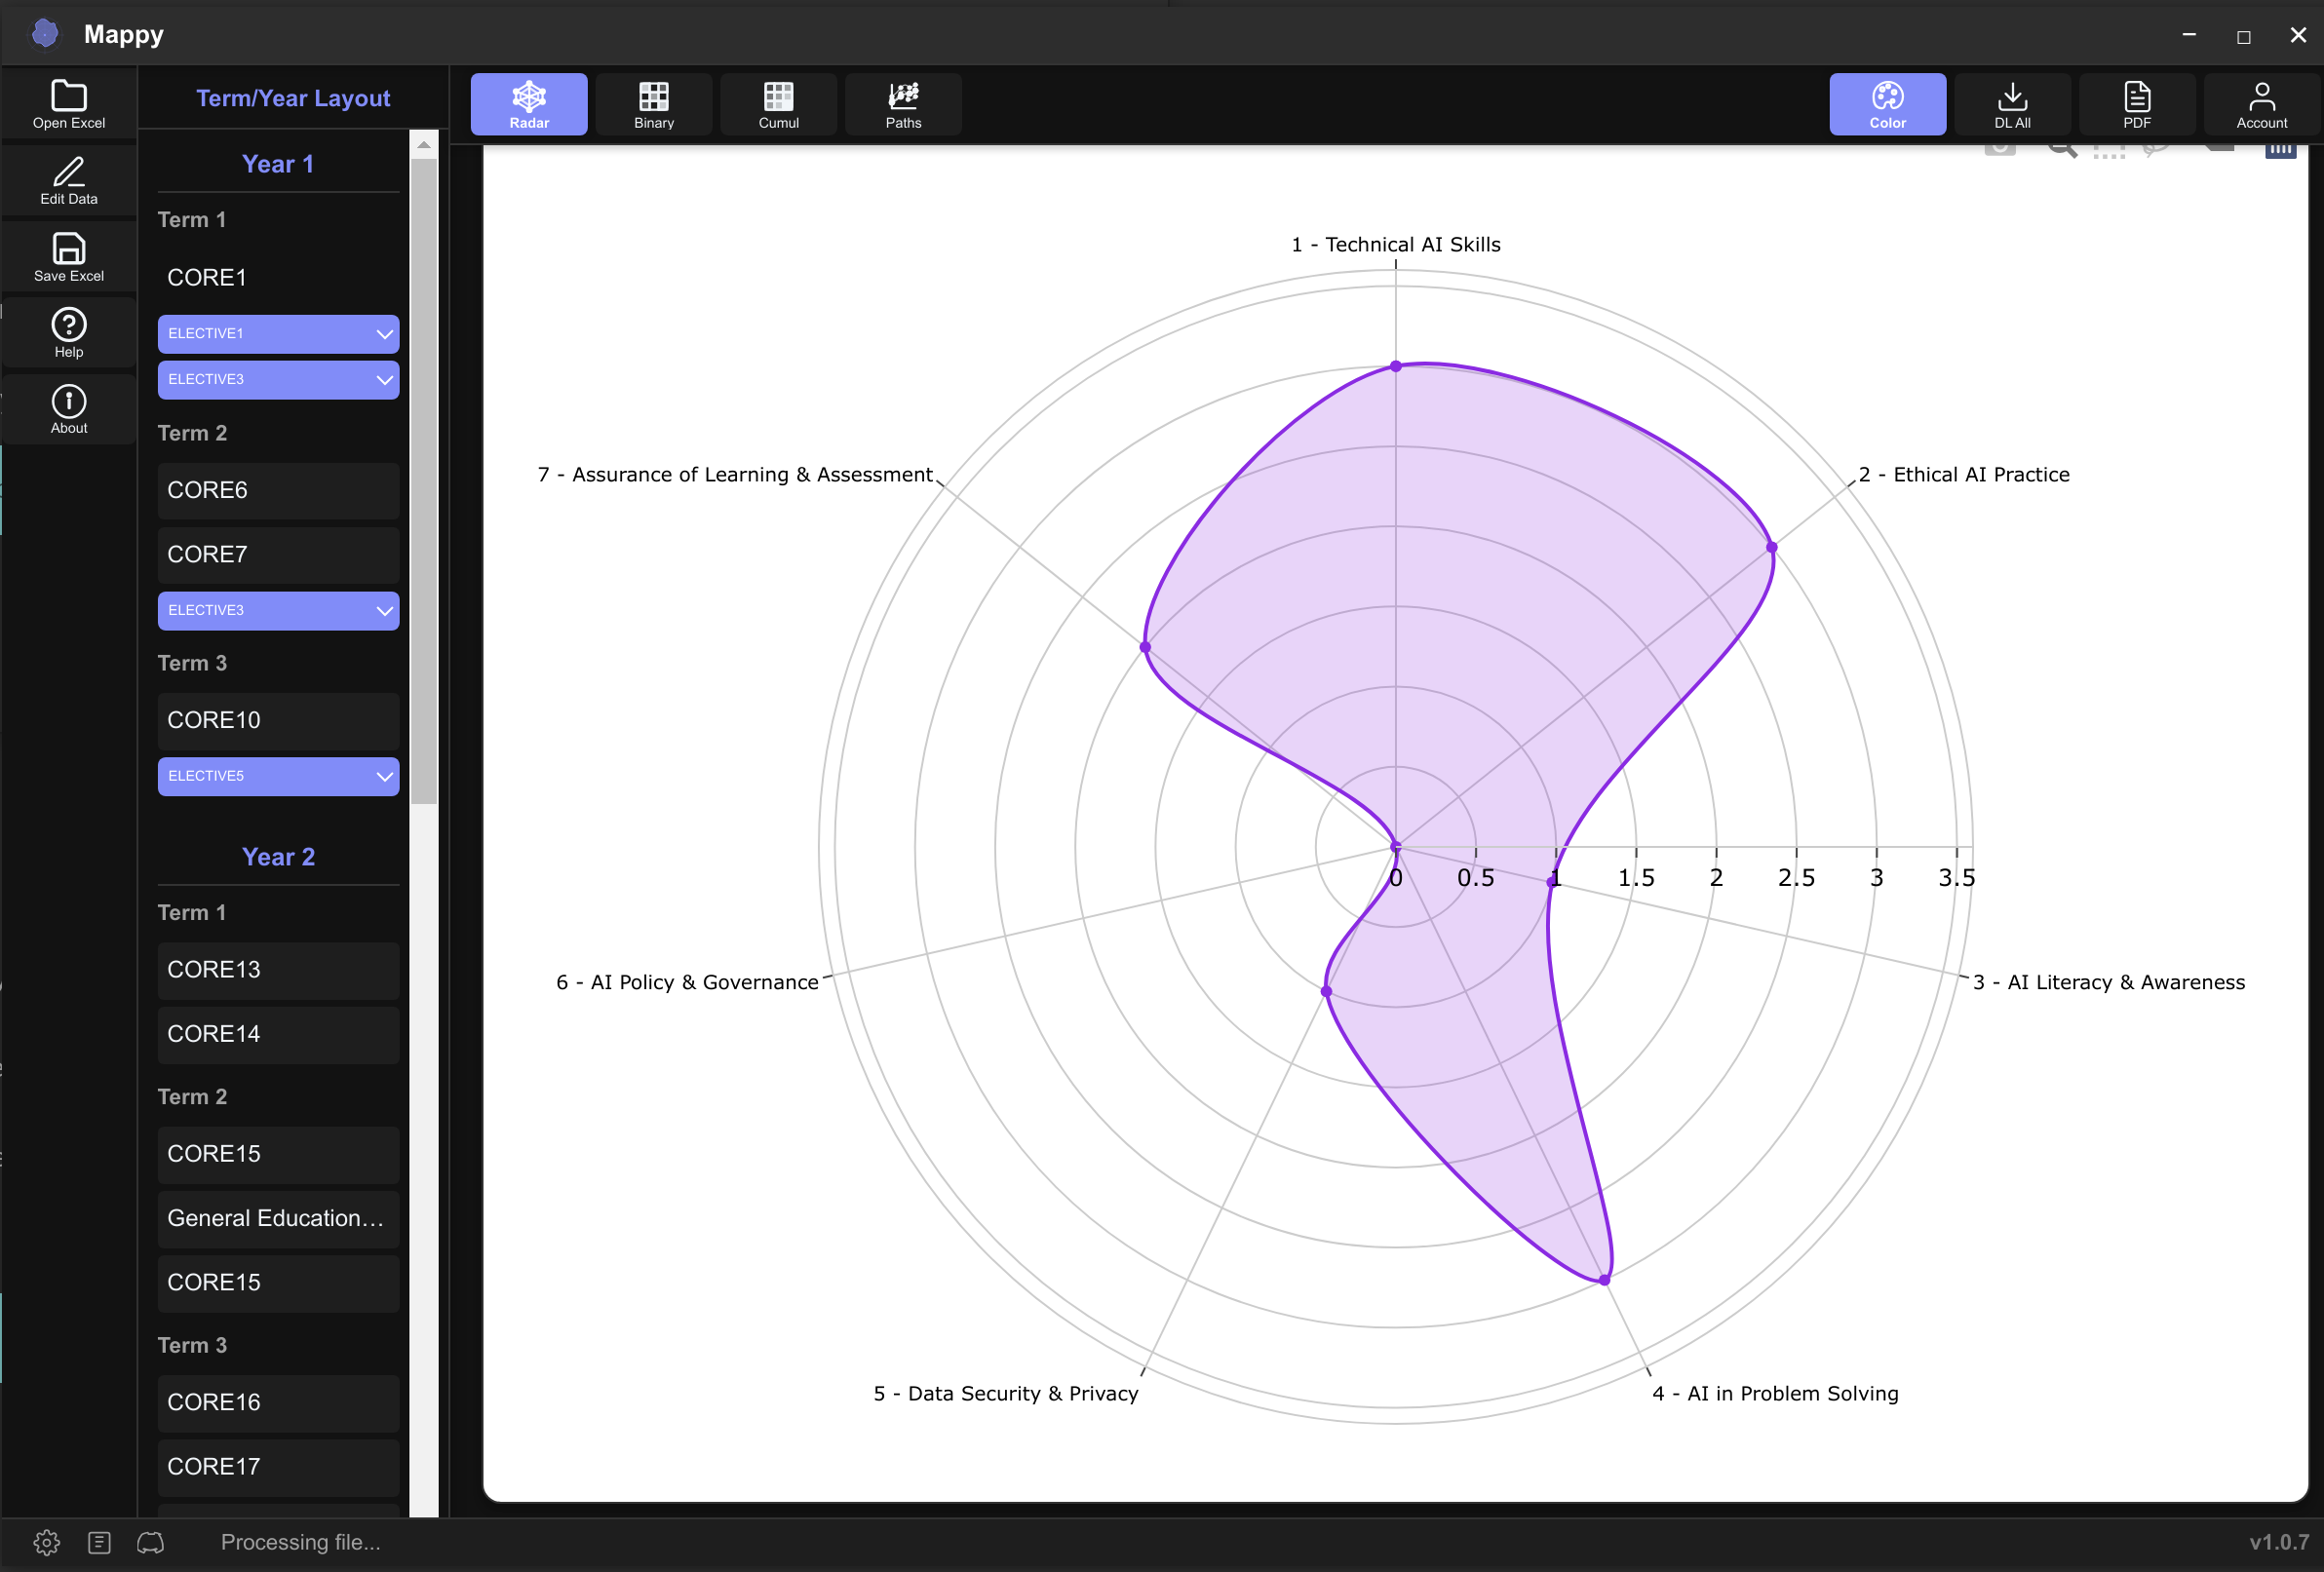 Mappy
Open Excel
Edit Data
Save Excel
Help
About
Term/Year Layout
Year 1
Term 1
CORE1
ELECTIVE1
ELECTIVE3
Term 2
CORE6
CORE7
ELECTIVE3
Term 3
CORE10
ELECTIVE5
Year 2
Term 1
CORE13
CORE14
Term 2
CORE15
General Education…
CORE15
Term 3
CORE16
CORE17
Radar
Binary
Cumul
Paths
Color
DL All
PDF
Account
1 - Technical AI Skills
7 - Assurance of Learning & Assessment
2 - Ethical AI Practice
0 0.5 1 1.5 2 2.5 3 3.5
6 - AI Policy & Governance
3 - AI Literacy & Awareness
5 - Data Security & Privacy
4 - AI in Problem Solving
Processing file...
v1.0.7